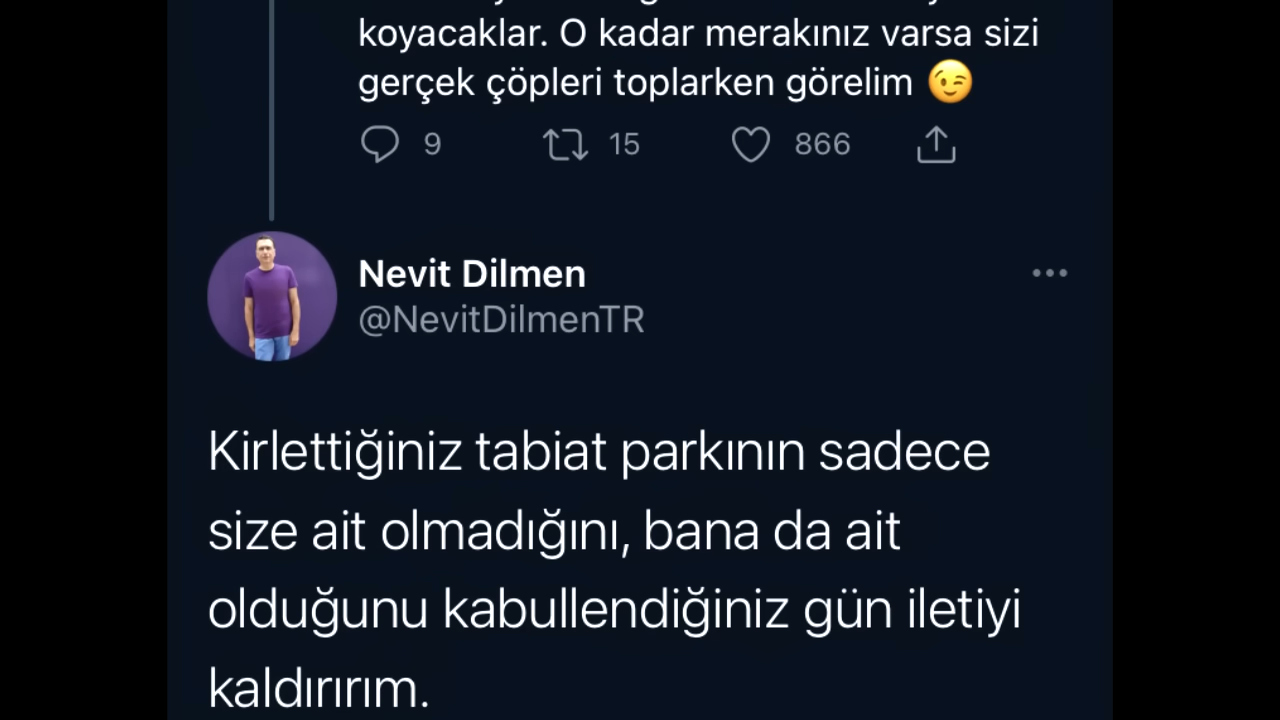 koyacaklar. O kadar merakınız varsa sizi
gerçek çöpleri toplarken görelim 😉
9 15 866
Nevit Dilmen
@NevitDilmenTR
Kirlettiğiniz tabiat parkının sadece
size ait olmadığını, bana da ait
olduğunu kabullendiğiniz gün iletiyi
kaldırırım.